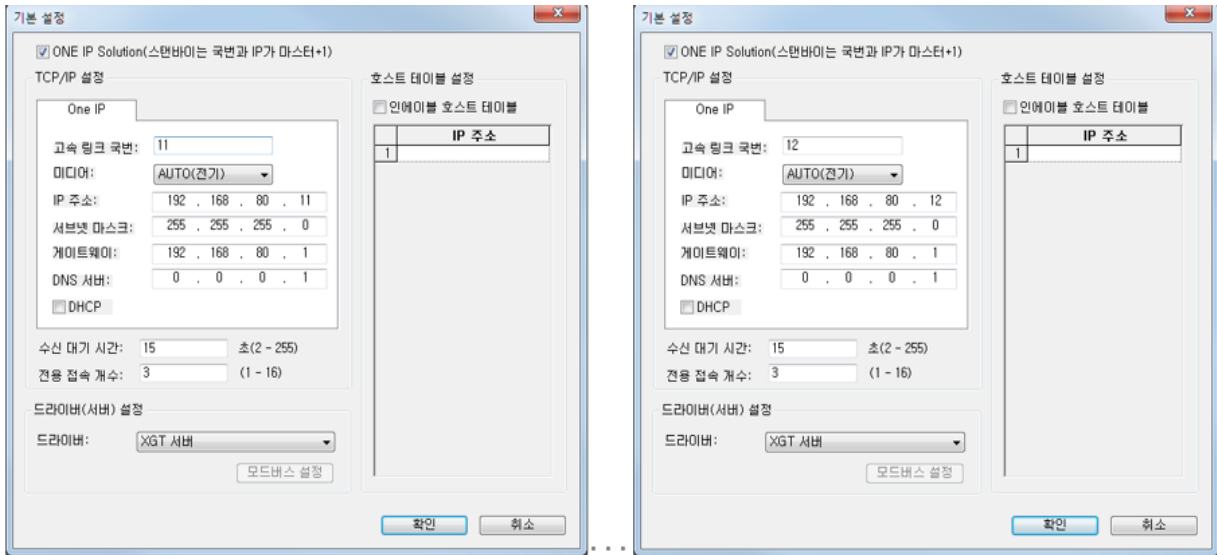 기본 설정
ONE IP Solution(스탠바이는 국번과 IP가 마스터+1)
TCP/IP 설정
One IP
고속 링크 국번: 11
미디어: AUTO(전기)
IP 주소: 192 . 168 . 80 . 11
서브넷 마스크: 255 . 255 . 255 . 0
게이트웨이: 192 . 168 . 80 . 1
DNS 서버: 0 . 0 . 0 . 1
DHCP
수신 대기 시간: 15 초(2 - 255)
전용 접속 개수: 3 (1 - 16)
드라이버(서버) 설정
드라이버: XGT 서버
모드버스 설정
호스트 테이블 설정
인에이블 호스트 테이블
IP 주소
1
확인 취소
...
기본 설정
ONE IP Solution(스탠바이는 국번과 IP가 마스터+1)
TCP/IP 설정
One IP
고속 링크 국번: 12
미디어: AUTO(전기)
IP 주소: 192 . 168 . 80 . 12
서브넷 마스크: 255 . 255 . 255 . 0
게이트웨이: 192 . 168 . 80 . 1
DNS 서버: 0 . 0 . 0 . 1
DHCP
수신 대기 시간: 15 초(2 - 255)
전용 접속 개수: 3 (1 - 16)
드라이버(서버) 설정
드라이버: XGT 서버
모드버스 설정
호스트 테이블 설정
인에이블 호스트 테이블
IP 주소
1
확인 취소